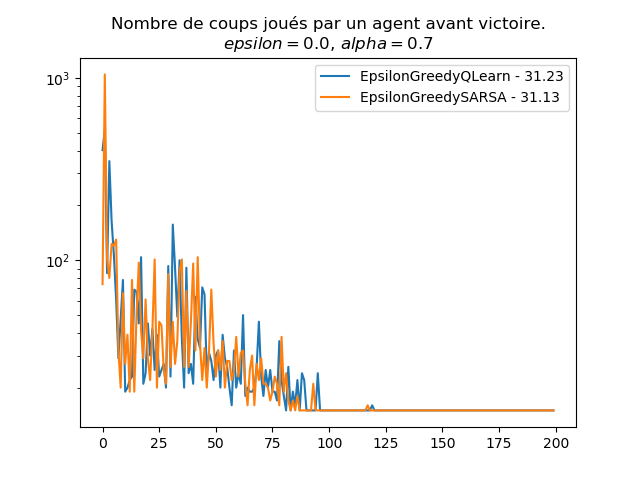 Nombre de coups joués par un agent avant victoire.
epsilon = 0.0, alpha = 0.7
EpsilonGreedyQLearn - 31.23
EpsilonGreedySARSA - 31.13
10³
10²
0 25 50 75 100 125 150 175 200